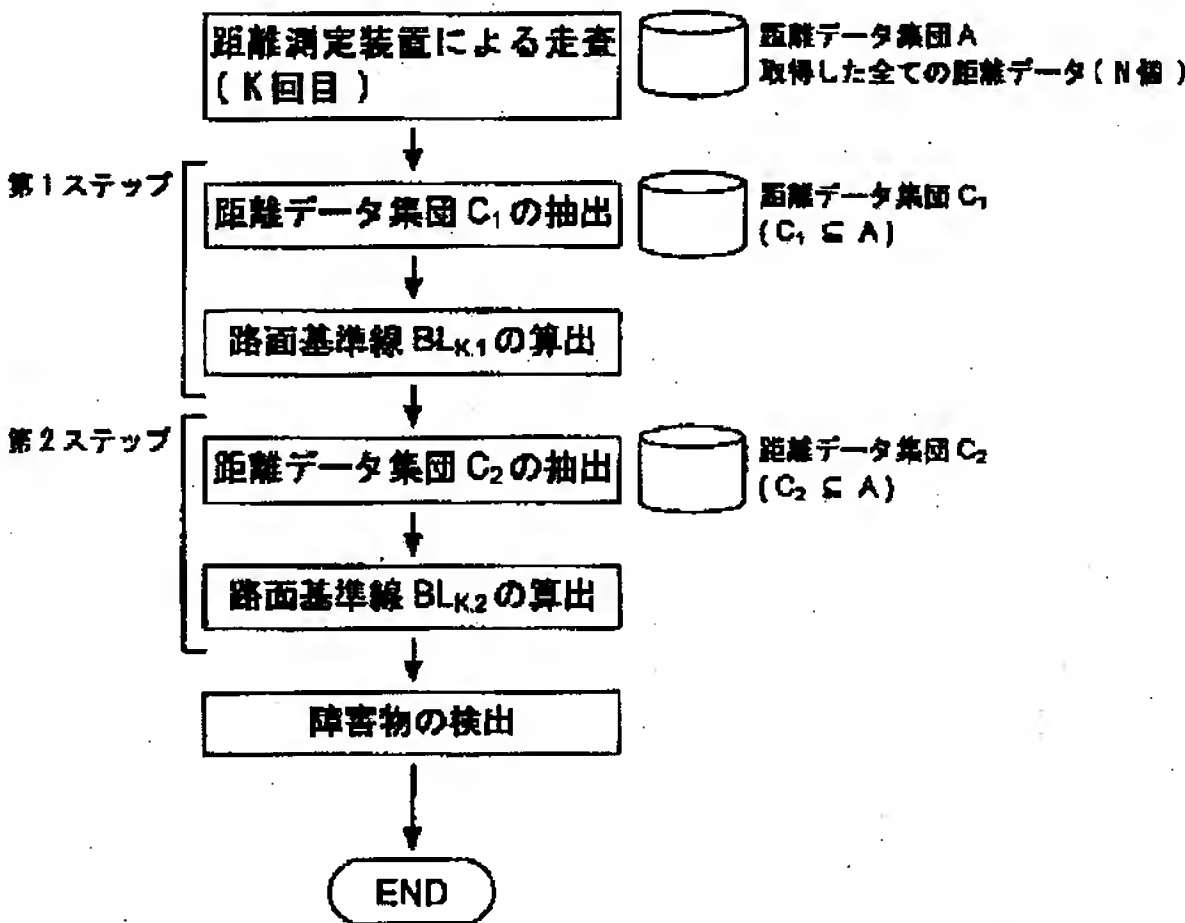 距離測定装置による走査
(K回目)
距離データ集団A
取得した全ての距離データ(N個)
第1ステップ
距離データ集団C₁の抽出
距離データ集団C₁
(C₁ ⊆ A)
路面基準線BLK,1の算出
第2ステップ
距離データ集団C₂の抽出
距離データ集団C₂
(C₂ ⊆ A)
路面基準線BLK,2の算出
障害物の検出
END